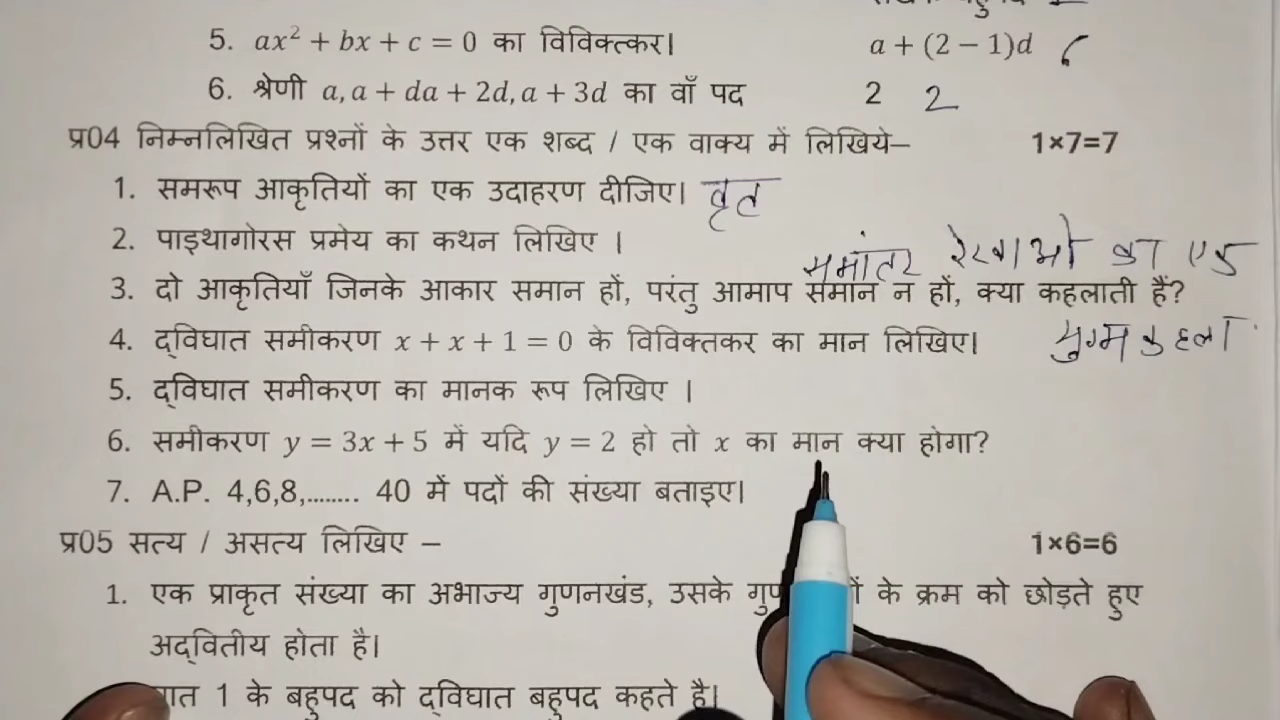 5. ax² + bx + c = 0 का विविक्त्कर।
a + (2 − 1)d
6. श्रेणी a, a + da + 2d, a + 3d का वाँ पद
2 2
प्र04 निम्नलिखित प्रश्नों के उत्तर एक शब्द / एक वाक्य में लिखिये– 1×7=7
1. समरूप आकृतियों का एक उदाहरण दीजिए। वृत
2. पाइथागोरस प्रमेय का कथन लिखिए ।
समांतर रेखाओ का एक
3. दो आकृतियाँ जिनके आकार समान हों, परंतु आमाप समान न हों, क्या कहलाती हैं?
4. द्विघात समीकरण x + x + 1 = 0 के विविक्तकर का मान लिखिए।
युग्म कहला
5. द्विघात समीकरण का मानक रूप लिखिए ।
6. समीकरण y = 3x + 5 में यदि y = 2 हो तो x का मान क्या होगा?
7. A.P. 4,6,8,........ 40 में पदों की संख्या बताइए।
प्र05 सत्य / असत्य लिखिए – 1×6=6
1. एक प्राकृत संख्या का अभाज्य गुणनखंड, उसके के क्रम को छोड़ते हुए
अद्वितीय होता है।
1 के बहुपद को द्विघात बहुपद कहते है।